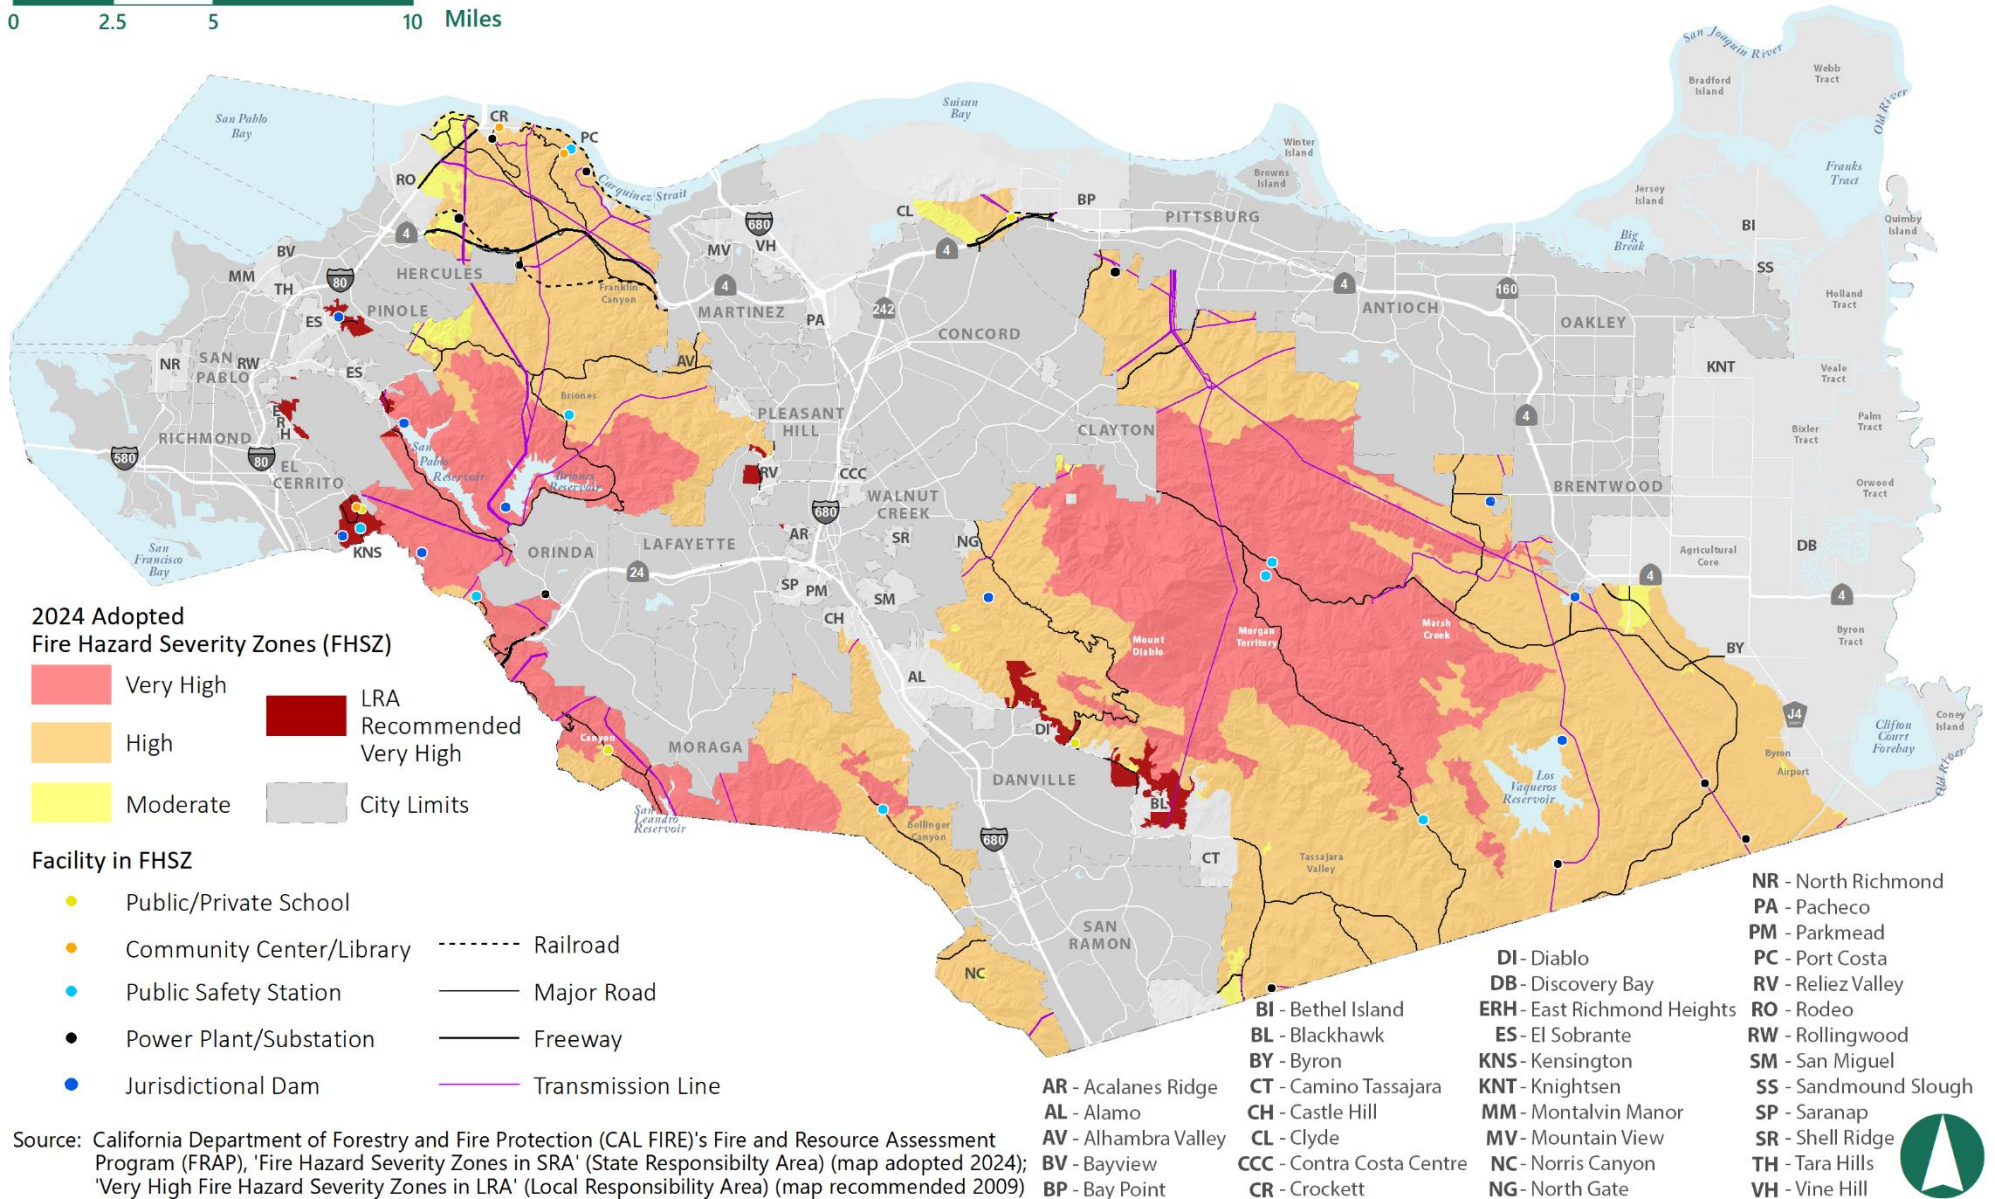 0 2.5 5 10 Miles
San Joaquin River
Webb
Tract
Bradford
Island
Old River
San Pablo
Bay
Suisun
Bay
CR
PC
Winter
Island
Browns
Island
Franks
Tract
RO
Carquinez Strait
CL
BP
PITTSBURG
Jersey
Island
BI
Quimby
Island
Big
Break
4
680
MV
VH
4
BV
MM
TH
80
HERCULES
Franklin
Canyon
4
242
4
160
SS
Holland
Tract
ES
PINOLE
MARTINEZ
PA
CONCORD
ANTIOCH
OAKLEY
NR
SAN
PABLO
RW
ES
AV
KNT
Veale
Tract
Briones
PLEASANT
HILL
CLAYTON
4
Palm
Tract
Bixler
Tract
E
R
H
RICHMOND
580
80
San
Pablo
Reservoir
EL
CERRITO
Briones
Reservoir
RV
CCC
WALNUT
CREEK
BRENTWOOD
Orwood
Tract
680
KNS
ORINDA
LAFAYETTE
AR
SR
NG
Agricultural
Core
DB
San
Francisco
Bay
24
SP
PM
SM
4
4
CH
Mount
Diablo
Morgan
Territory
Marsh
Creek
Byron
Tract
BY
AL
Canyon
MORAGA
DI
DANVILLE
J4
Clifton
Court
Forebay
Coney
Island
Old River
Byron
Airport
Los
Vaqueros
Reservoir
San
Leandro
Reservoir
Bollinger
Canyon
680
BL
CT
Tassajara
Valley
SAN
RAMON
NC
2024 Adopted
Fire Hazard Severity Zones (FHSZ)
Very High
High
Moderate
LRA
Recommended
Very High
City Limits
Facility in FHSZ
Public/Private School
Community Center/Library
Public Safety Station
Power Plant/Substation
Jurisdictional Dam
Railroad
Major Road
Freeway
Transmission Line
AR - Acalanes Ridge
AL - Alamo
AV - Alhambra Valley
BV - Bayview
BP - Bay Point
BI - Bethel Island
BL - Blackhawk
BY - Byron
CT - Camino Tassajara
CH - Castle Hill
CL - Clyde
CCC - Contra Costa Centre
CR - Crockett
DI - Diablo
DB - Discovery Bay
ERH - East Richmond Heights
ES - El Sobrante
KNS - Kensington
KNT - Knightsen
MM - Montalvin Manor
MV - Mountain View
NC - Norris Canyon
NG - North Gate
NR - North Richmond
PA - Pacheco
PM - Parkmead
PC - Port Costa
RV - Reliez Valley
RO - Rodeo
RW - Rollingwood
SM - San Miguel
SS - Sandmound Slough
SP - Saranap
SR - Shell Ridge
TH - Tara Hills
VH - Vine Hill
Source: California Department of Forestry and Fire Protection (CAL FIRE)'s Fire and Resource Assessment
Program (FRAP), 'Fire Hazard Severity Zones in SRA' (State Responsibilty Area) (map adopted 2024);
'Very High Fire Hazard Severity Zones in LRA' (Local Responsibility Area) (map recommended 2009)